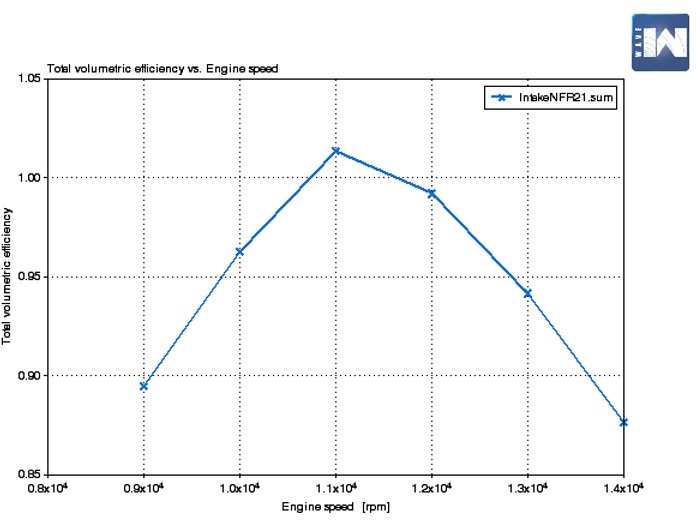 WAVE
Total volumetric efficiency vs. Engine speed
1.05
IntakeNFR21.sum
1.00
0.95
0.90
0.85
Total volumetric efficiency
0.8x10⁴ 0.9x10⁴ 1.0x10⁴ 1.1x10⁴ 1.2x10⁴ 1.3x10⁴ 1.4x10⁴
Engine speed [rpm]